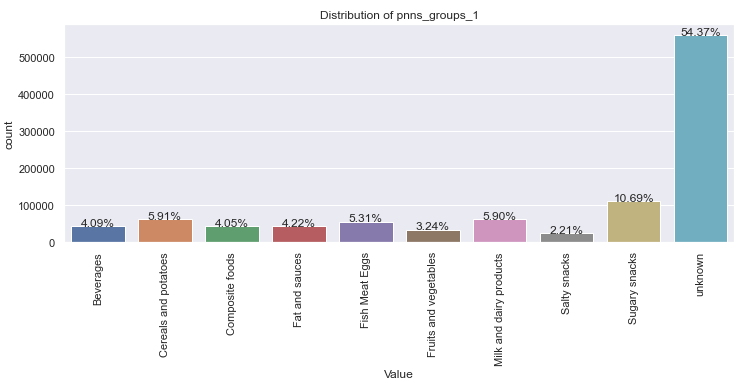 Distribution of pnns_groups_1
count
500000
400000
300000
200000
100000
0
4.09%
5.91%
4.05%
4.22%
5.31%
3.24%
5.90%
2.21%
10.69%
54.37%
Beverages
Cereals and potatoes
Composite foods
Fat and sauces
Fish Meat Eggs
Fruits and vegetables
Milk and dairy products
Salty snacks
Sugary snacks
unknown
Value